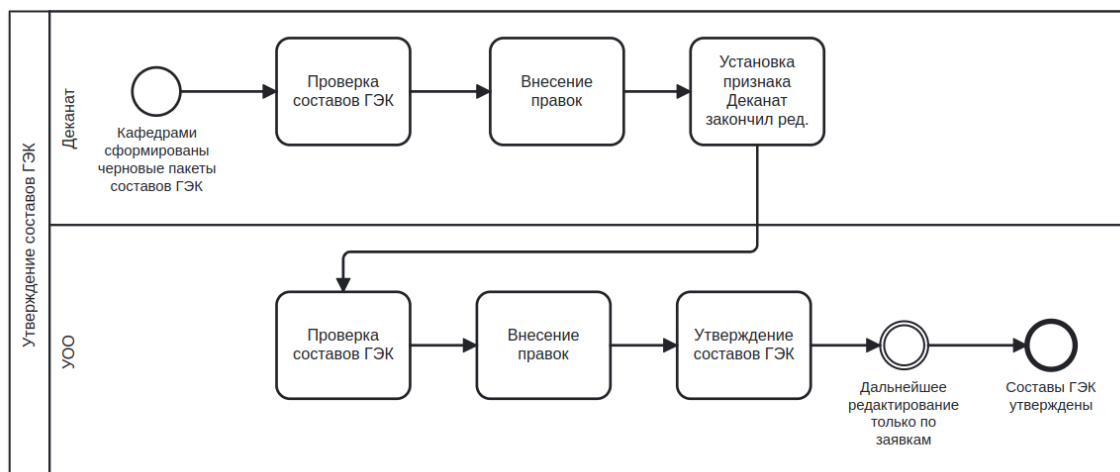 Утверждение составов ГЭК
Деканат
Кафедрами
сформированы
черновые пакеты
составов ГЭК
Проверка
составов ГЭК
Внесение
правок
Установка
признака
Деканат
закончил ред.
УОО
Проверка
составов ГЭК
Внесение
правок
Утверждение
составов ГЭК
Дальнейшее
редактирование
только по
заявкам
Составы ГЭК
утверждены